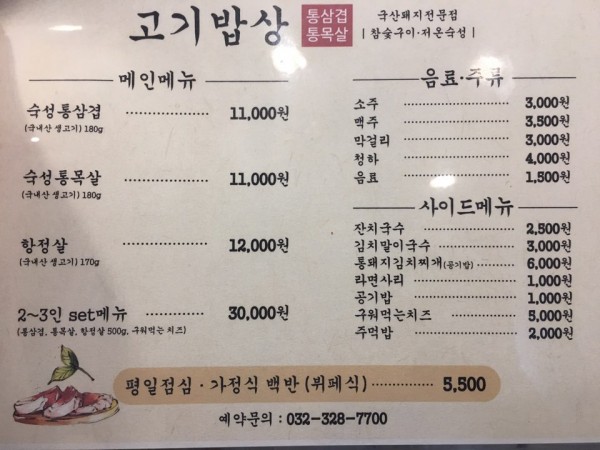 고기밥상
통삼겹
통목살
국산돼지전문점
| 참숯구이·저온숙성 |
메인메뉴
숙성통삼겹 11,000원
(국내산 생고기) 180g
숙성통목살 11,000원
(국내산 생고기) 180g
항정살 12,000원
(국내산 생고기) 170g
2~3인 set메뉴 30,000원
(통삼겹, 통목살, 항정살 500g, 구워먹는 치즈)
음료·주류
소주 3,000원
맥주 3,500원
막걸리 3,000원
청하 4,000원
음료 1,500원
사이드메뉴
잔치국수 2,500원
김치말이국수 3,000원
통돼지김치찌개(공기밥) 6,000원
라면사리 1,000원
공기밥 1,000원
구워먹는치즈 5,000원
주먹밥 2,000원
평일점심 · 가정식 백반 (뷔페식) 5,500
예약문의 : 032-328-7700